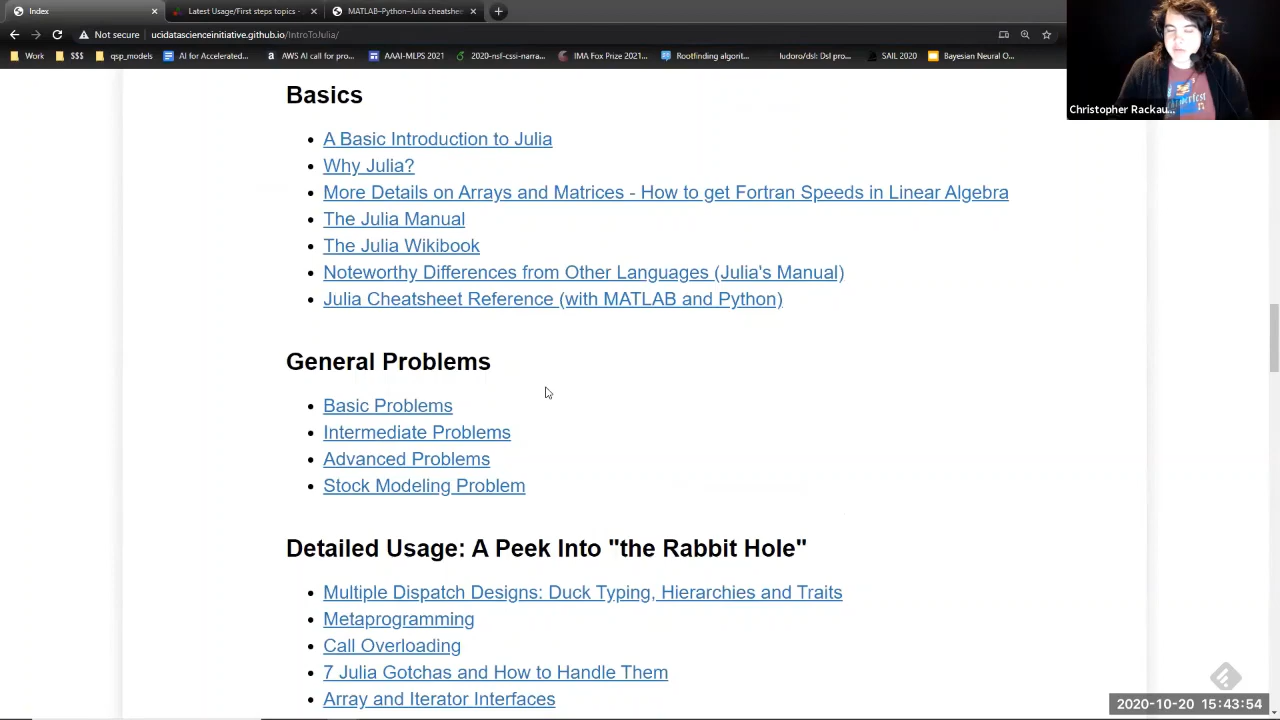 Index
Latest Usage/First steps topics -
MATLAB–Python–Julia cheatshe
Not secure
ucidatascienceinitiative.github.io/IntroToJulia/
Work
$$$
qsp_models
AI for Accelerated...
AWS AI call for pro...
AAAI-MLPS 2021
2020-nsf-cssi-narra...
IMA Fox Prize 2021...
Rootfinding algorit...
ludoro/dsl: Dsl pro...
SAIL 2020
Bayesian Neural O...
Christopher Rackau...
Basics
A Basic Introduction to Julia
Why Julia?
More Details on Arrays and Matrices - How to get Fortran Speeds in Linear Algebra
The Julia Manual
The Julia Wikibook
Noteworthy Differences from Other Languages (Julia's Manual)
Julia Cheatsheet Reference (with MATLAB and Python)
General Problems
Basic Problems
Intermediate Problems
Advanced Problems
Stock Modeling Problem
Detailed Usage: A Peek Into "the Rabbit Hole"
Multiple Dispatch Designs: Duck Typing, Hierarchies and Traits
Metaprogramming
Call Overloading
7 Julia Gotchas and How to Handle Them
Array and Iterator Interfaces
2020-10-20 15:43:54